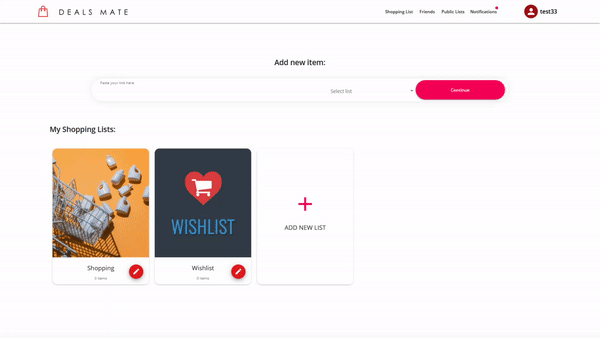 DEALS MATE
Shopping List Friends Public Lists Notifications test33
Add new item:
Paste your link here
Select list
Continue
My Shopping Lists:
WISHLIST
ADD NEW LIST
Shopping
0 items
Wishlist
0 items